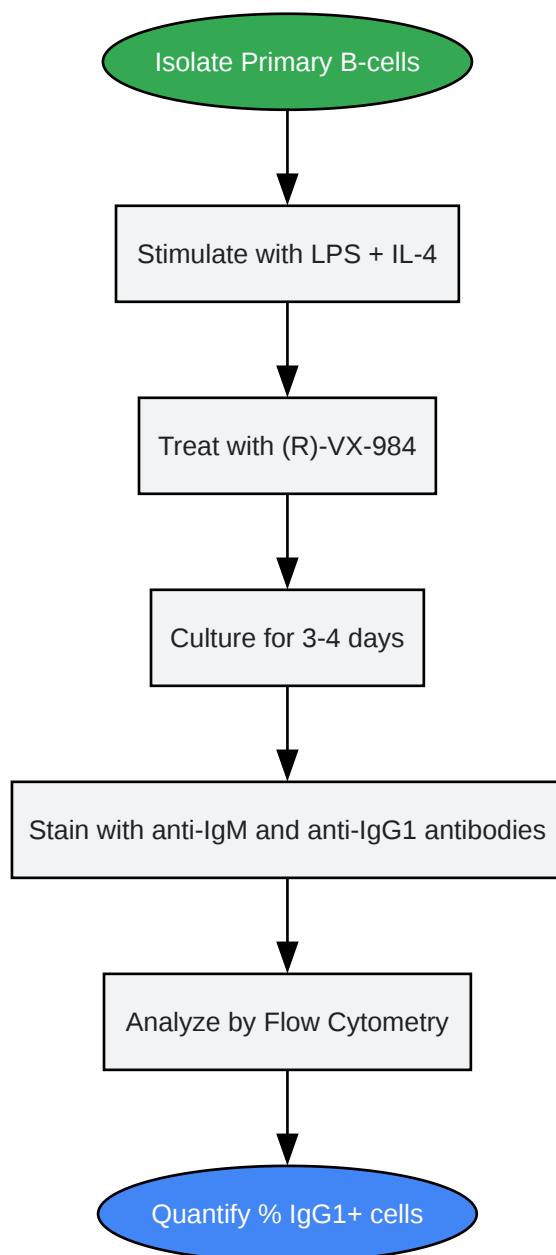 Isolate Primary B-cells
Stimulate with LPS + IL-4
Treat with (R)-VX-984
Culture for 3-4 days
Stain with anti-IgM and anti-IgG1 antibodies
Analyze by Flow Cytometry
Quantify % IgG1+ cells